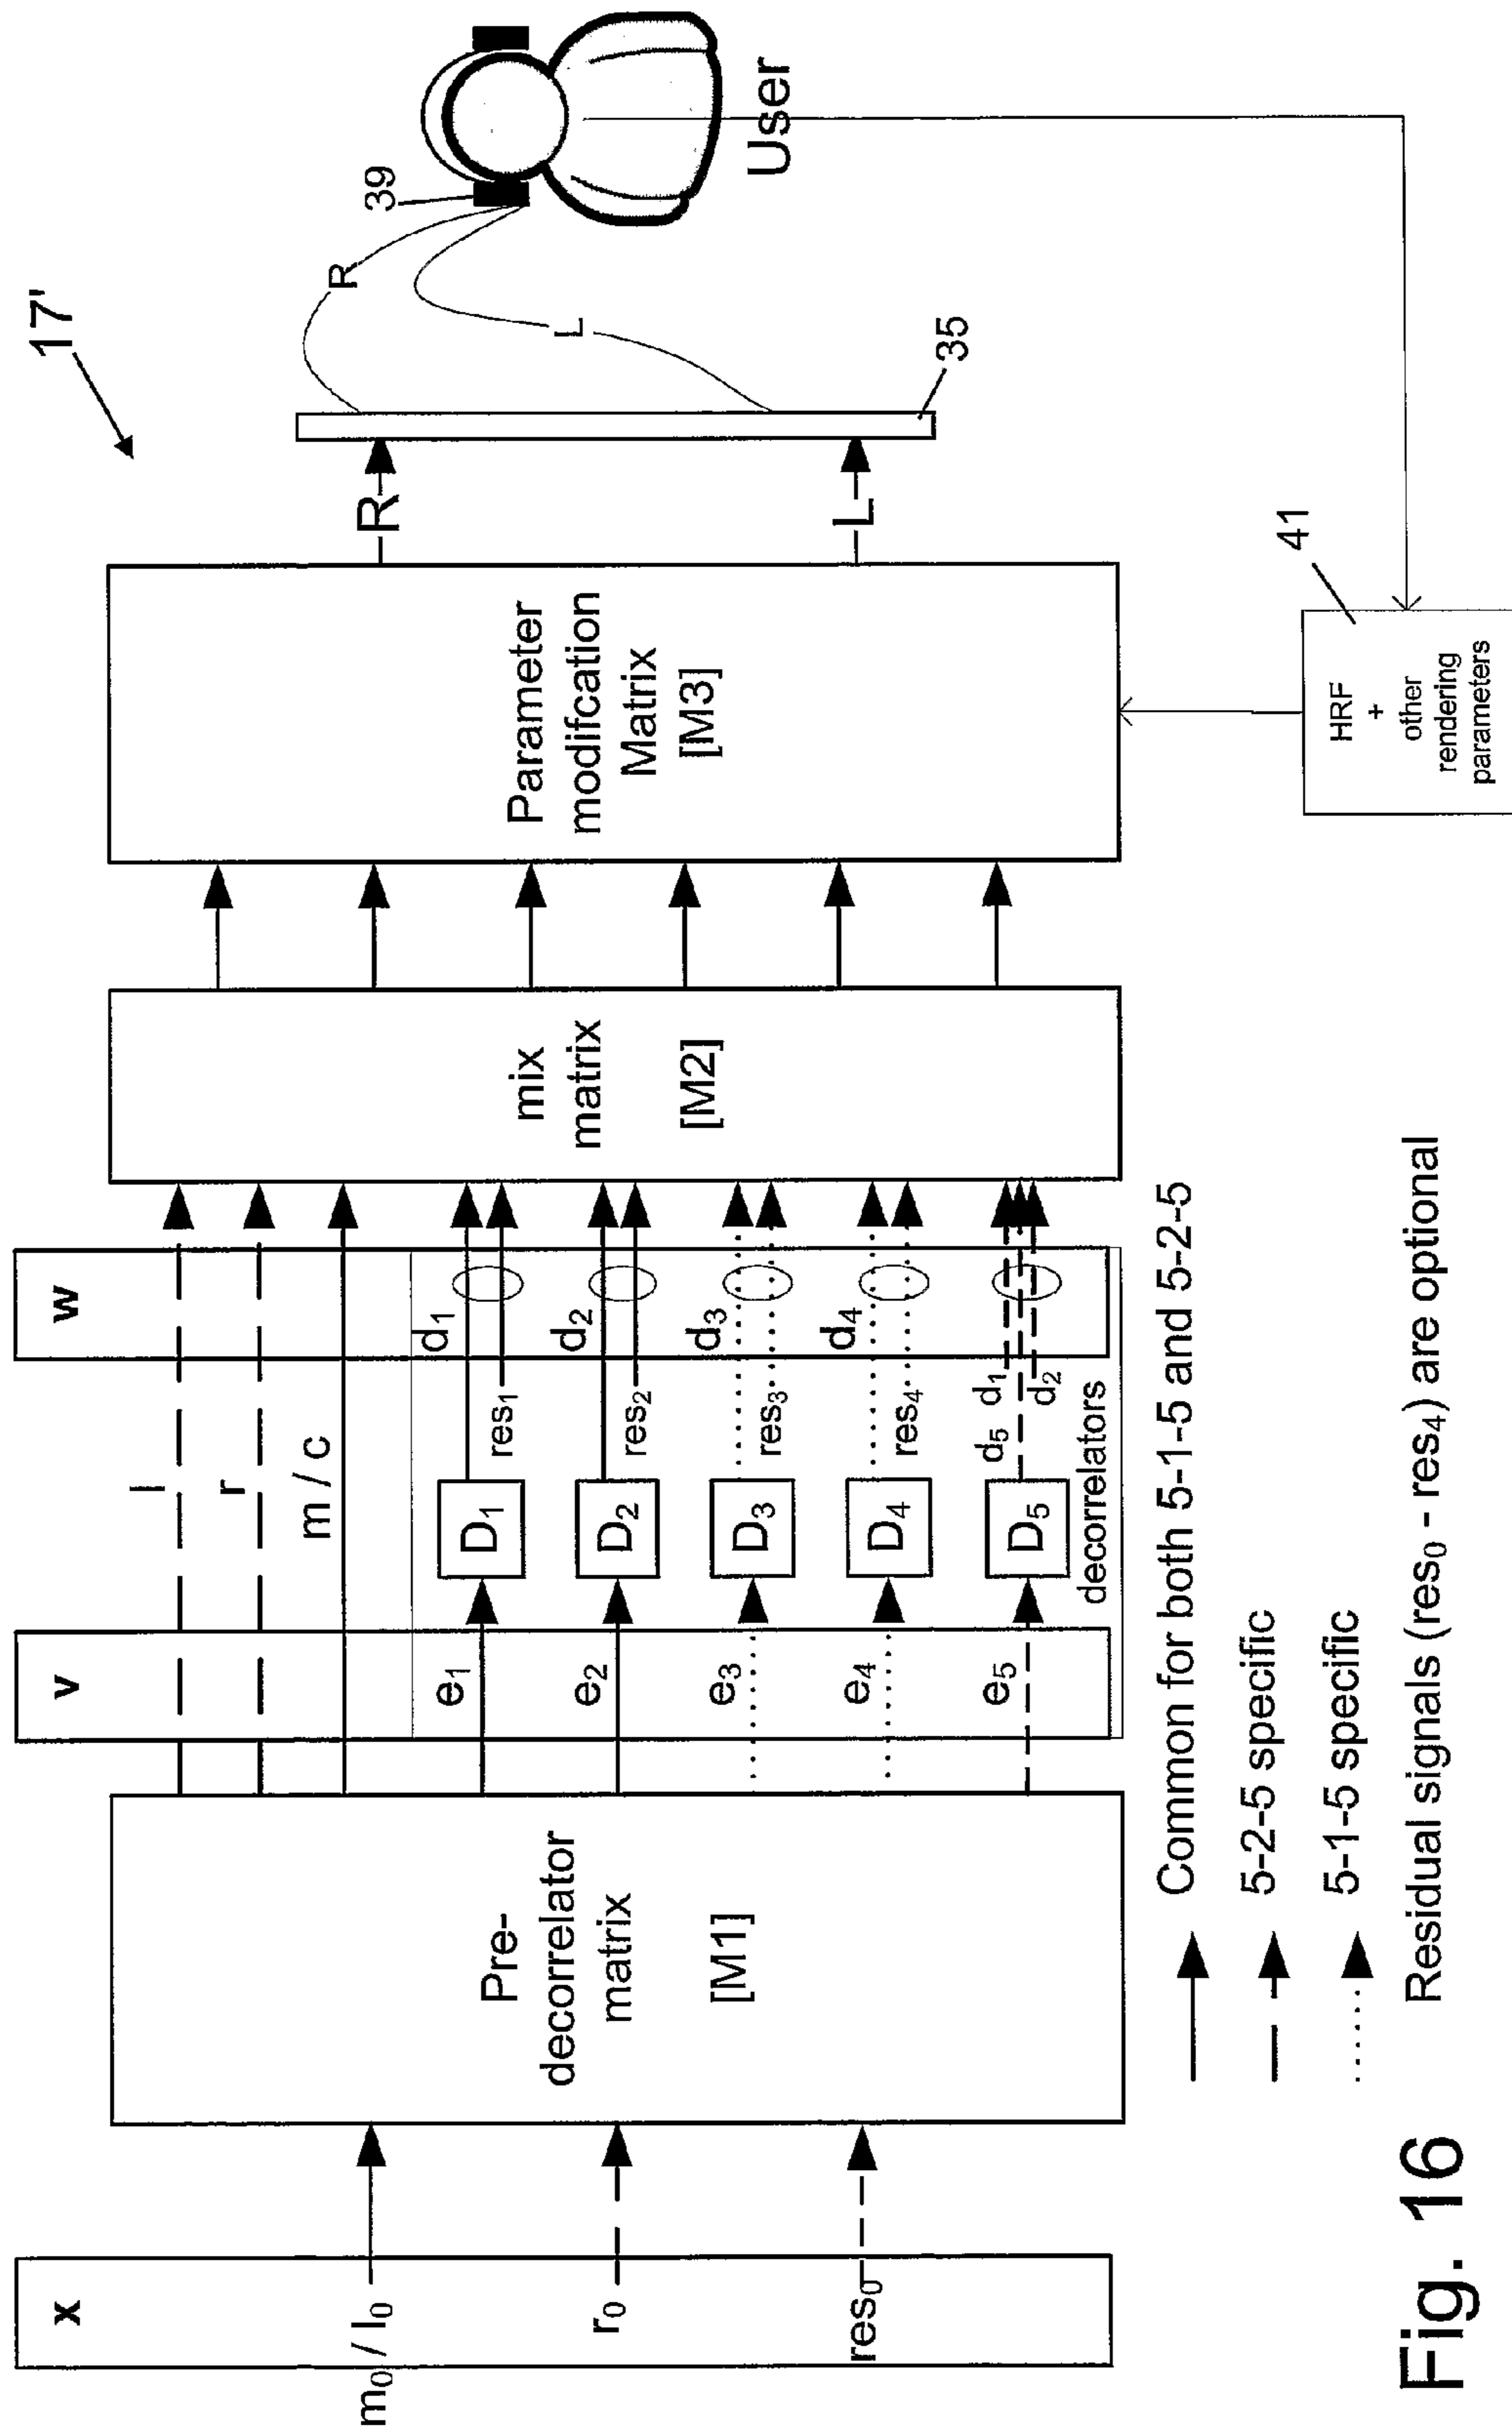 17'
x
m₀ / l₀
r₀
res₀
Pre-
decorrelator
matrix
[M1]
v
l
r
m / c
e₁
e₂
e₃
e₄
e₅
D₁
D₂
D₃
D₄
D₅
decorrelators
w
d₁
res₁
d₂
res₂
d₃
res₃
d₄
res₄
d₅
d₁
d₂
mix
matrix
[M2]
Parameter
modifcation
Matrix
[M3]
R
L
35
R
L
39
User
41
HRF
+
other
rendering
parameters
Common for both 5-1-5 and 5-2-5
5-2-5 specific
5-1-5 specific
Residual signals (res₀ - res₄) are optional
Fig. 16